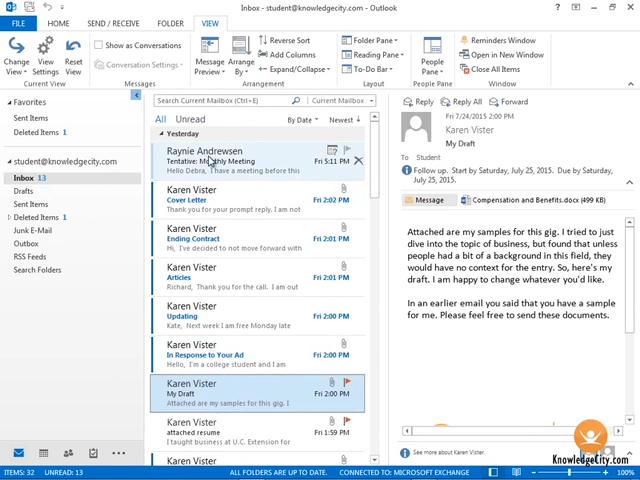 Inbox - student@knowledgecity.com - Outlook
FILE HOME SEND / RECEIVE FOLDER VIEW
Change View
View Settings
Reset View
Current View
Show as Conversations
Conversation Settings
Messages
Message Preview
Arrange By
Reverse Sort
Add Columns
Expand/Collapse
Arrangement
Folder Pane
Reading Pane
To-Do Bar
Layout
People Pane
People Pane
Reminders Window
Open in New Window
Close All Items
Window
Favorites
Sent Items
Deleted Items 1
student@knowledgecity.com
Inbox 13
Drafts
Sent Items
Deleted Items 1
Junk E-Mail
Outbox
RSS Feeds
Search Folders
Search Current Mailbox (Ctrl+E) Current Mailbox
All Unread By Date Newest
Yesterday
Raynie Andrewsen
Tentative: Monthly Meeting Fri 5:11 PM
Hello Debra, I have a meeting before this
Karen Vister
Cover Letter Fri 2:02 PM
Thank you for your prompt reply. I am not
Karen Vister
Ending Contract Fri 2:01 PM
Hi, I've decided to not move forward with
Karen Vister
Articles Fri 2:01 PM
Richard, Thank you for the call. I am out
Karen Vister
Updating Fri 2:00 PM
Kate, Next week I am free Monday late
Karen Vister
In Response to Your Ad Fri 2:00 PM
Hello, I'm a college student and I am
Karen Vister
My Draft Fri 2:00 PM
Attached are my samples for this gig. I
Karen Vister
attached resume Fri 1:59 PM
I taught business at U.C. Extension for
Reply Reply All Forward
Fri 7/24/2015 2:00 PM
Karen Vister
My Draft
To Student
Follow up. Start by Saturday, July 25, 2015. Due by Saturday,
July 25, 2015.
Message Compensation and Benefits.docx (499 KB)
Attached are my samples for this gig. I tried to just
dive into the topic of business, but found that unless
people had a bit of a background in this field, they
would have no context for the entry. So, here's my
draft. I am happy to change whatever you'd like.
In an earlier email you said that you have a sample
for me. Please feel free to send these documents.
See more about Karen Vister.
KnowledgeCity.com
ITEMS: 32 UNREAD: 13 ALL FOLDERS ARE UP TO DATE. CONNECTED TO: MICROSOFT EXCHANGE 100%